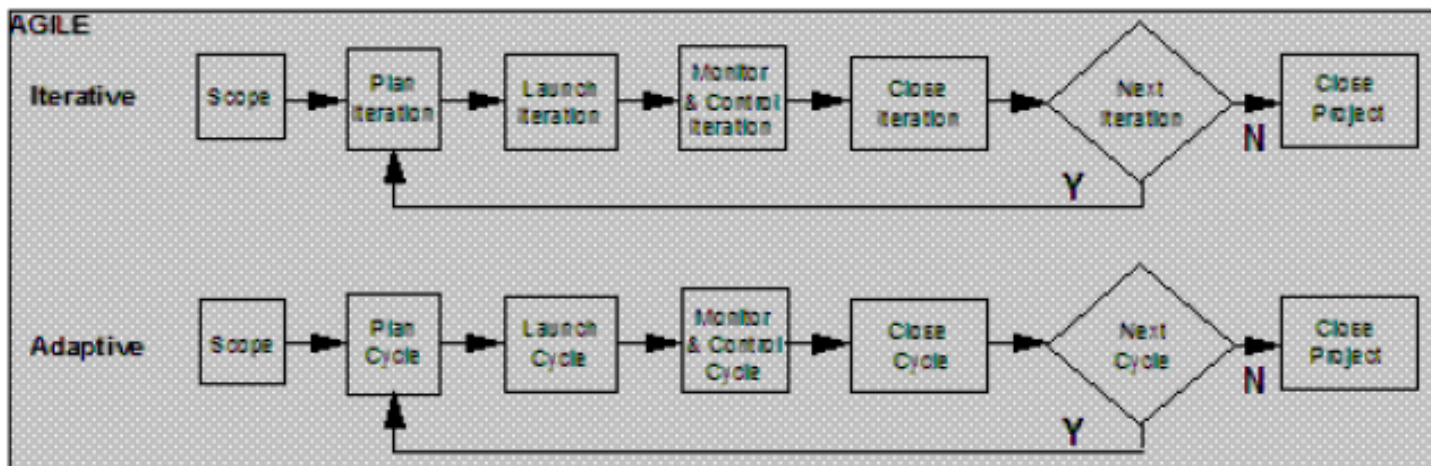 AGILE
Iterative
Scope
Plan
Iteration
Launch
Iteration
Monitor
& Control
Iteration
Close
Iteration
Next
Iteration
N
Close
Project
Y
Adaptive
Scope
Plan
Cycle
Launch
Cycle
Monitor
& Control
Cycle
Close
Cycle
Next
Cycle
N
Close
Project
Y